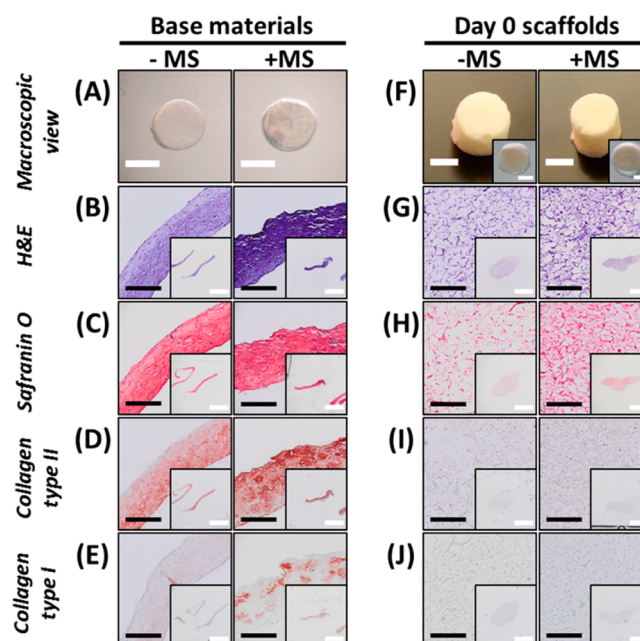 Base materials
Day 0 scaffolds
- MS
+MS
-MS
+MS
Macroscopic
view
(A)
(F)
H&E
(B)
(G)
Safranin O
(C)
(H)
Collagen
type II
(D)
(I)
Collagen
type I
(E)
(J)